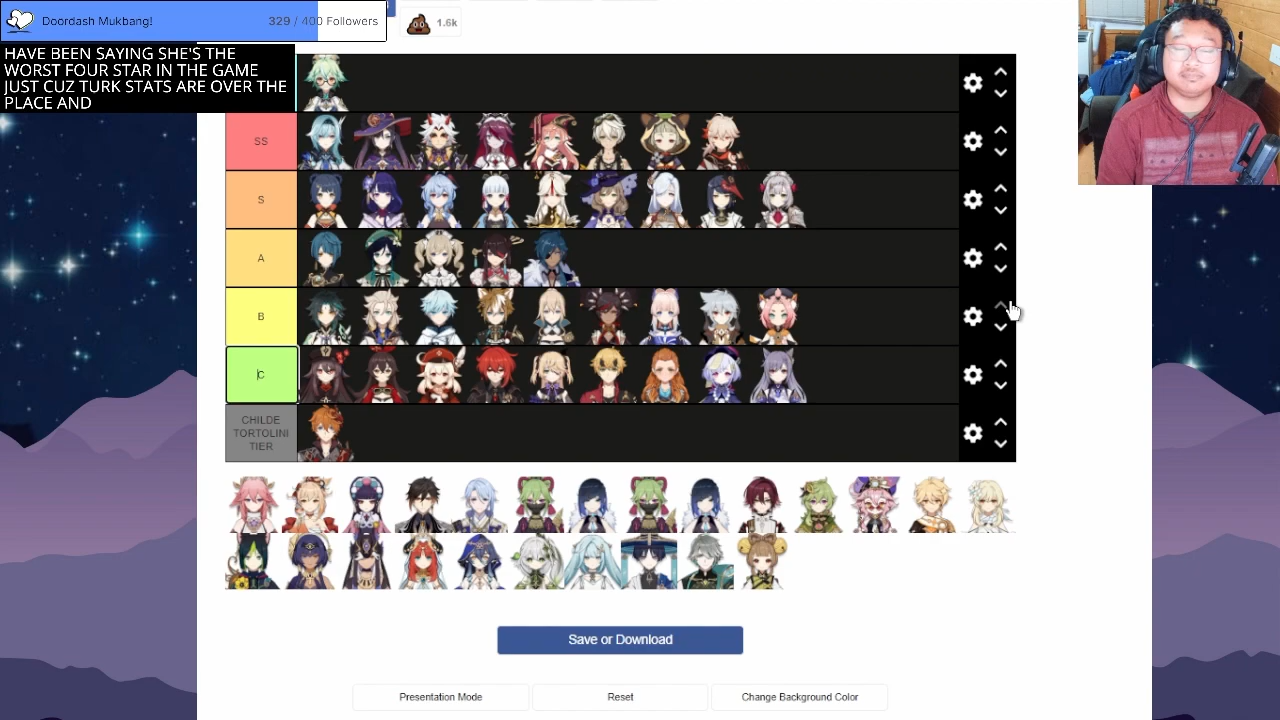 Doordash Mukbang! 329 / 400 Followers
1.6k
HAVE BEEN SAYING SHE'S THE
WORST FOUR STAR IN THE GAME
JUST CUZ TURK STATS ARE OVER THE
PLACE AND
SS
S
A
B
C
CHILDE
TORTOLINI
TIER
Save or Download
Presentation Mode Reset Change Background Color